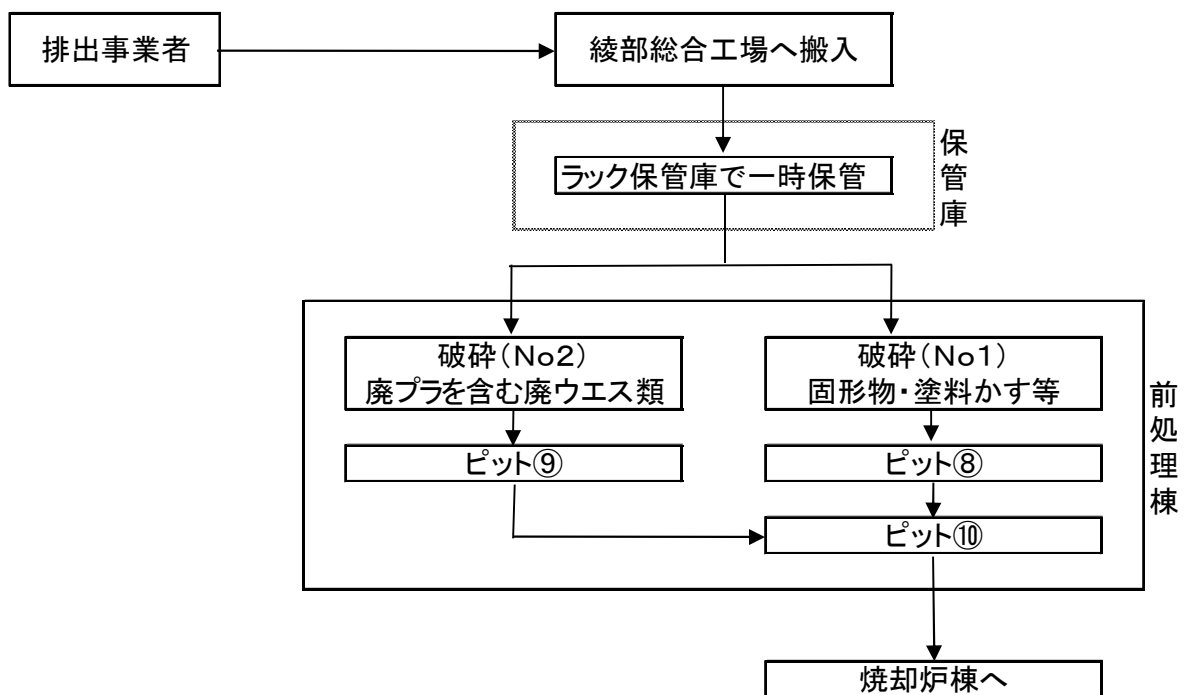 排出事業者
綾部総合工場へ搬入
保管庫
ラック保管庫で一時保管
破砕(No2)
廃プラを含む廃ウエス類
破砕(No1)
固形物・塗料かす等
前処理棟
ピット⑨
ピット⑧
ピット⑩
焼却炉棟へ